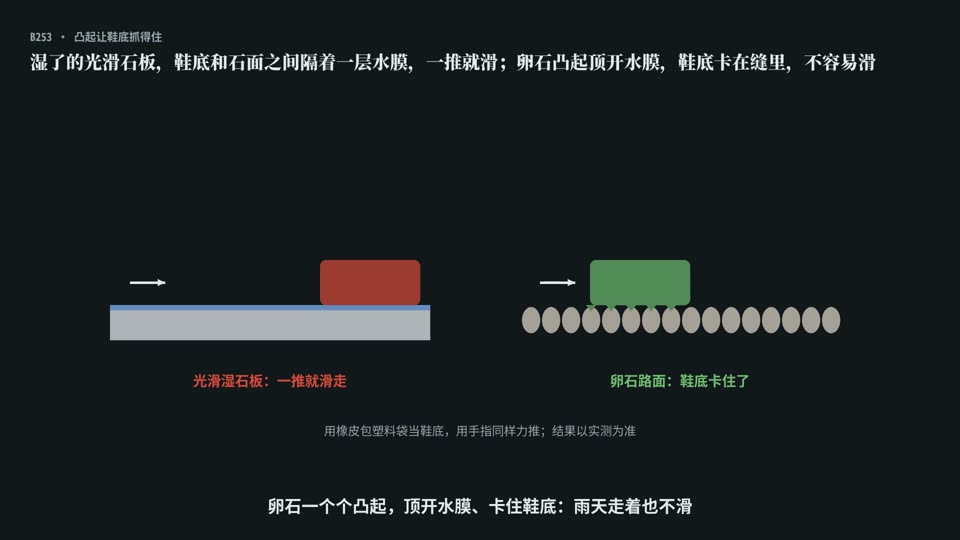 B253 · 凸起让鞋底抓得住
湿了的光滑石板，鞋底和石面之间隔着一层水膜，一推就滑；卵石凸起顶开水膜，鞋底卡在缝里，不容易滑
光滑湿石板：一推就滑走
卵石路面：鞋底卡住了
用橡皮包塑料袋当鞋底，用手指同样力推；结果以实测为准
卵石一个个凸起，顶开水膜、卡住鞋底：雨天走着也不滑